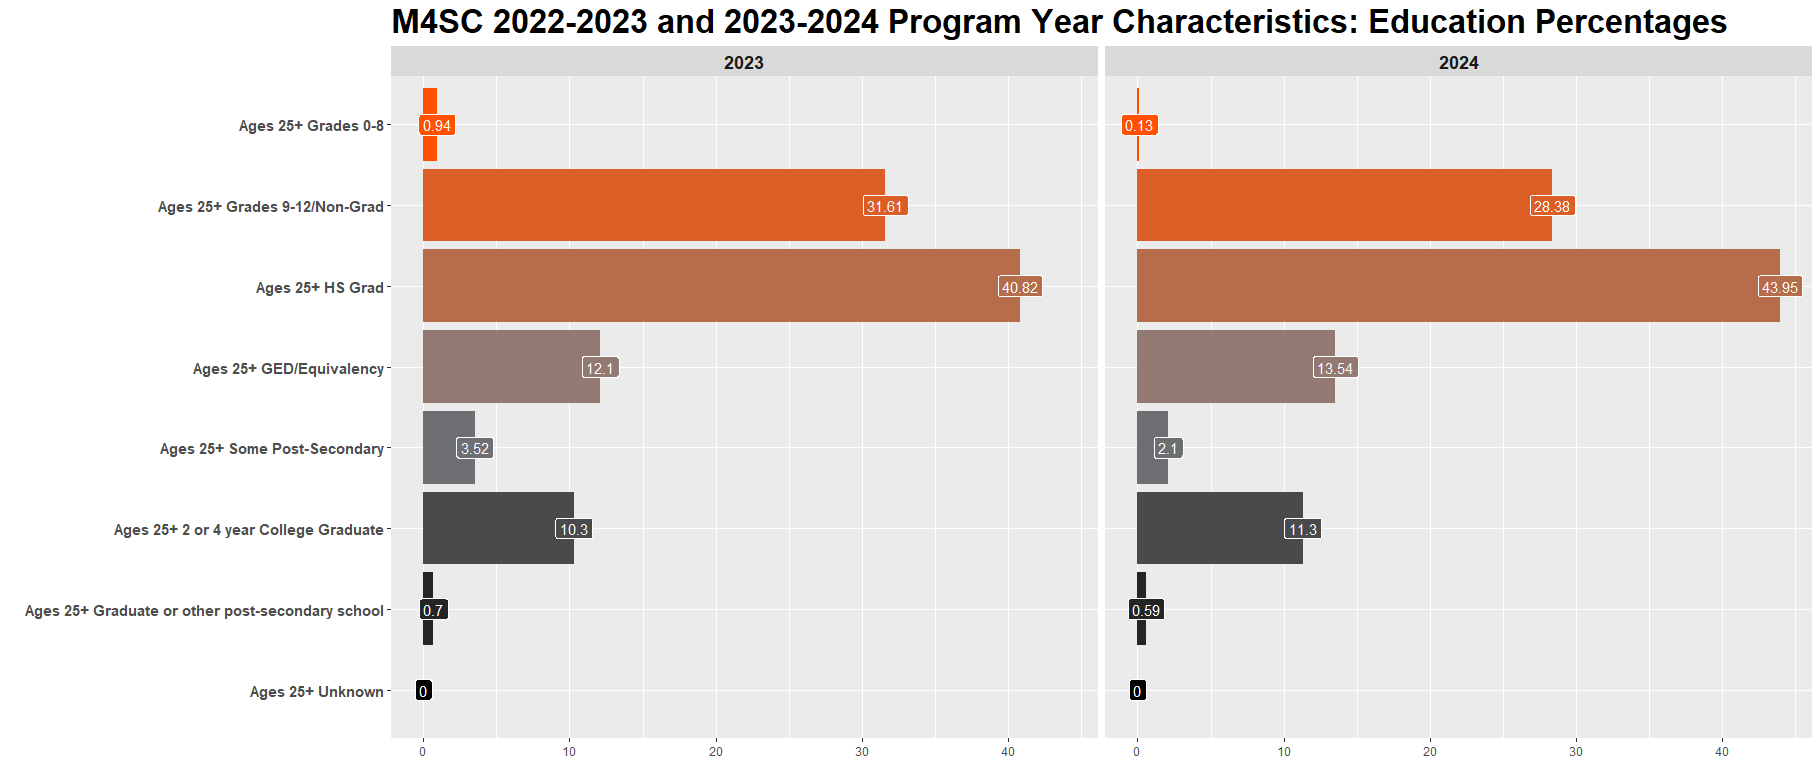 M4SC 2022-2023 and 2023-2024 Program Year Characteristics: Education Percentages
2023
2024
Ages 25+ Grades 0-8
0.94
0.13
Ages 25+ Grades 9-12/Non-Grad
31.61
28.38
Ages 25+ HS Grad
40.82
43.95
Ages 25+ GED/Equivalency
12.1
13.54
Ages 25+ Some Post-Secondary
3.52
2.1
Ages 25+ 2 or 4 year College Graduate
10.3
11.3
Ages 25+ Graduate or other post-secondary school
0.7
0.59
Ages 25+ Unknown
0
0
0 10 20 30 40
0 10 20 30 40